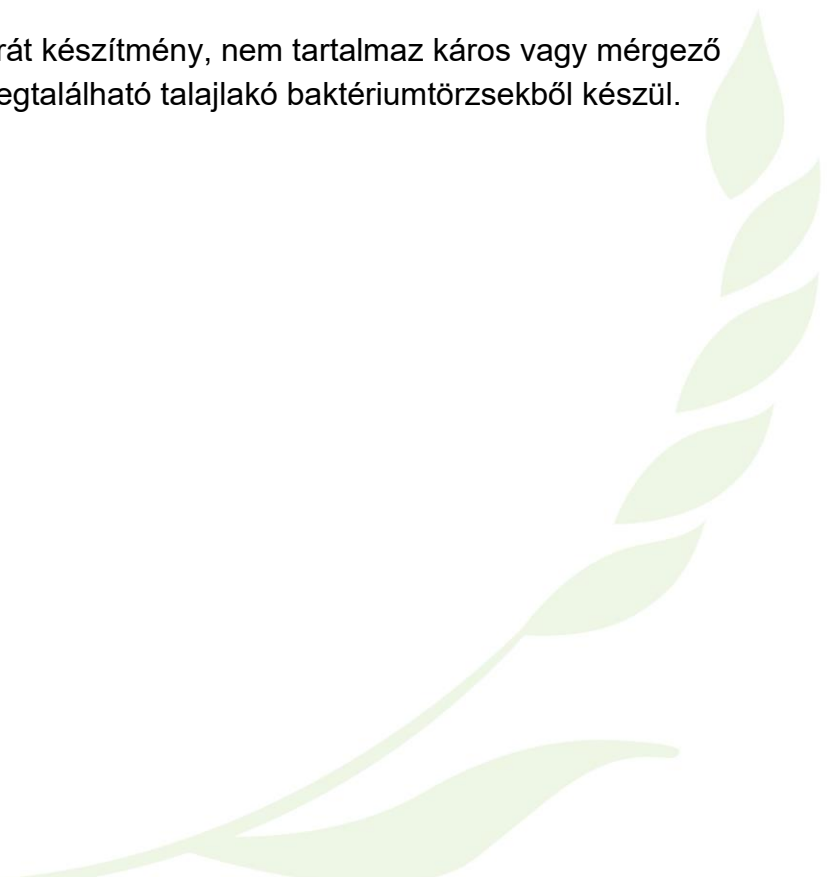 rát készítmény, nem tartalmaz káros vagy mérgező
egtalálható talajlakó baktériumtörzsekből készül.